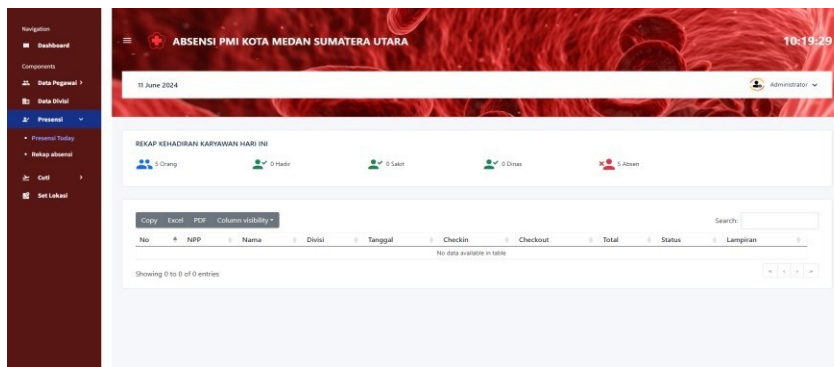 Navigation
Dashboard
Components
Data Pegawai >
Data Divisi
Presensi
Presensi Today
Rekap absensi
Cuti >
Set Lokasi
ABSENSI PMI KOTA MEDAN SUMATERA UTARA
10:19:29
11 June 2024
Administrator
REKAP KEHADIRAN KARYAWAN HARI INI
5 Orang 0 Hadir 0 Sakit 0 Dinas 5 Absen
Copy Excel PDF Column visibility
Search:
No NPP Nama Divisi Tanggal Checkin Checkout Total Status Lampiran
No data available in table
Showing 0 to 0 of 0 entries
« ‹ › »